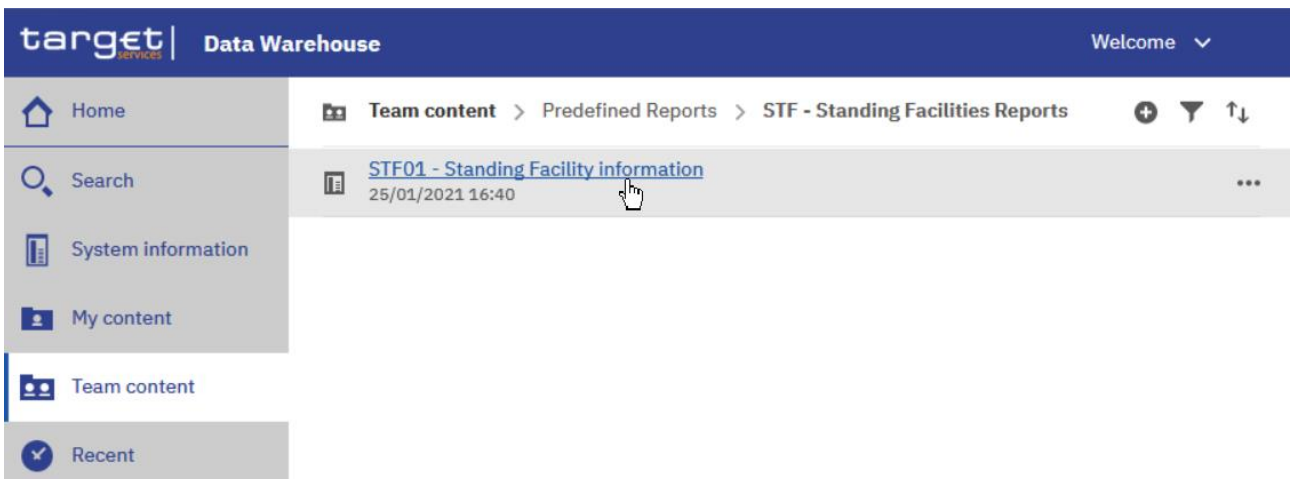 target services | Data Warehouse Welcome
Home
Team content > Predefined Reports > STF - Standing Facilities Reports
Search
STF01 - Standing Facility information
25/01/2021 16:40
System information
My content
Team content
Recent